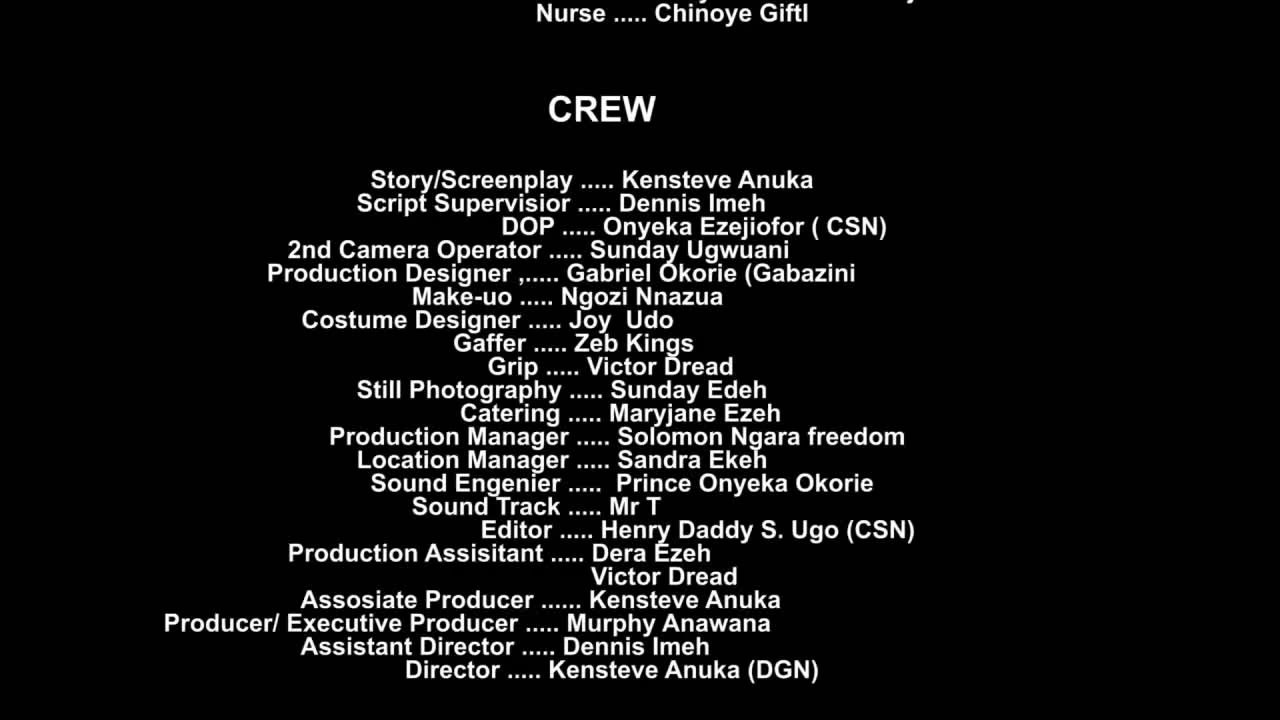 Nurse ..... Chinoye Giftl
CREW
Story/Screenplay ..... Kensteve Anuka
Script Supervisior ..... Dennis Imeh
DOP ..... Onyeka Ezejiofor ( CSN)
2nd Camera Operator ..... Sunday Ugwuani
Production Designer ,..... Gabriel Okorie (Gabazini
Make-uo ..... Ngozi Nnazua
Costume Designer ..... Joy  Udo
Gaffer ..... Zeb Kings
Grip ..... Victor Dread
Still Photography ..... Sunday Edeh
Catering ..... Maryjane Ezeh
Production Manager ..... Solomon Ngara freedom
Location Manager ..... Sandra Ekeh
Sound Engenier .....  Prince Onyeka Okorie
Sound Track ..... Mr T
Editor ..... Henry Daddy S. Ugo (CSN)
Production Assisitant ..... Dera Ezeh
Victor Dread
Assosiate Producer ...... Kensteve Anuka
Producer/ Executive Producer ..... Murphy Anawana
Assistant Director ..... Dennis Imeh
Director ..... Kensteve Anuka (DGN)